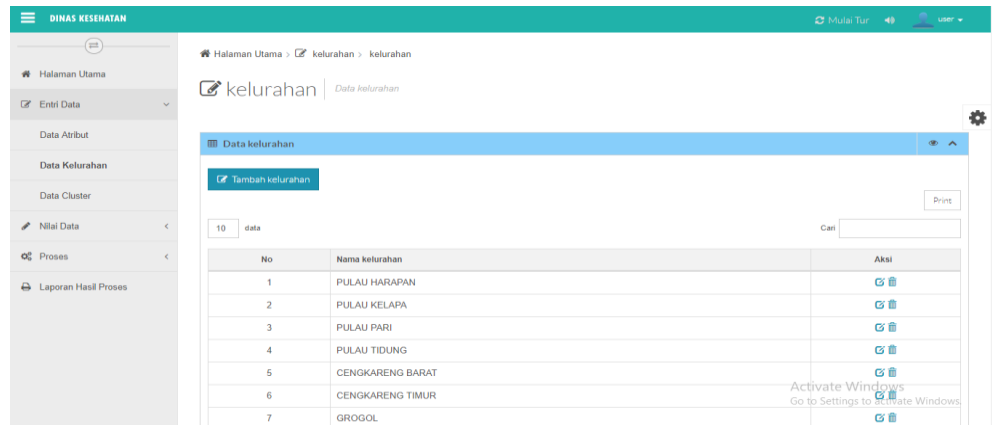 DINAS KESEHATAN
Mulai Tur
user
Halaman Utama
Entri Data
Data Atribut
Data Kelurahan
Data Cluster
Nilai Data
Proses
Laporan Hasil Proses
Halaman Utama > kelurahan > kelurahan
kelurahan Data kelurahan
Data kelurahan
Tambah kelurahan
Print
10 data
Cari
No Nama kelurahan Aksi
1 PULAU HARAPAN
2 PULAU KELAPA
3 PULAU PARI
4 PULAU TIDUNG
5 CENGKARENG BARAT
6 CENGKARENG TIMUR
7 GROGOL
Activate Windows
Go to Settings to activate Windows.